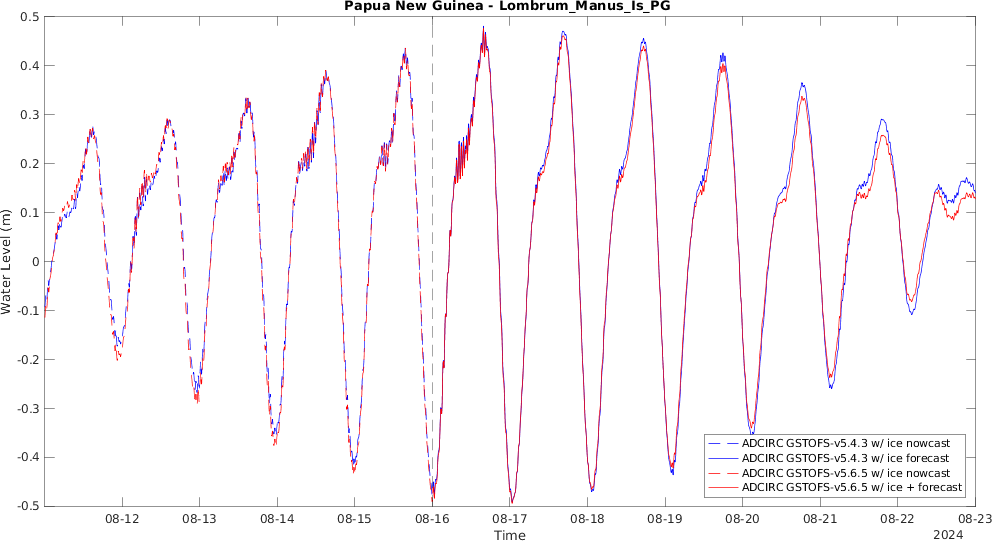 Papua New Guinea - Lombrum_Manus_Is_PG
Water Level (m)
0.5
0.4
0.3
0.2
0.1
0
-0.1
-0.2
-0.3
-0.4
-0.5
ADCIRC GSTOFS-v5.4.3 w/ ice nowcast
ADCIRC GSTOFS-v5.4.3 w/ ice forecast
ADCIRC GSTOFS-v5.6.5 w/ ice nowcast
ADCIRC GSTOFS-v5.6.5 w/ ice + forecast
08-12 08-13 08-14 08-15 08-16 08-17 08-18 08-19 08-20 08-21 08-22 08-23
Time
2024